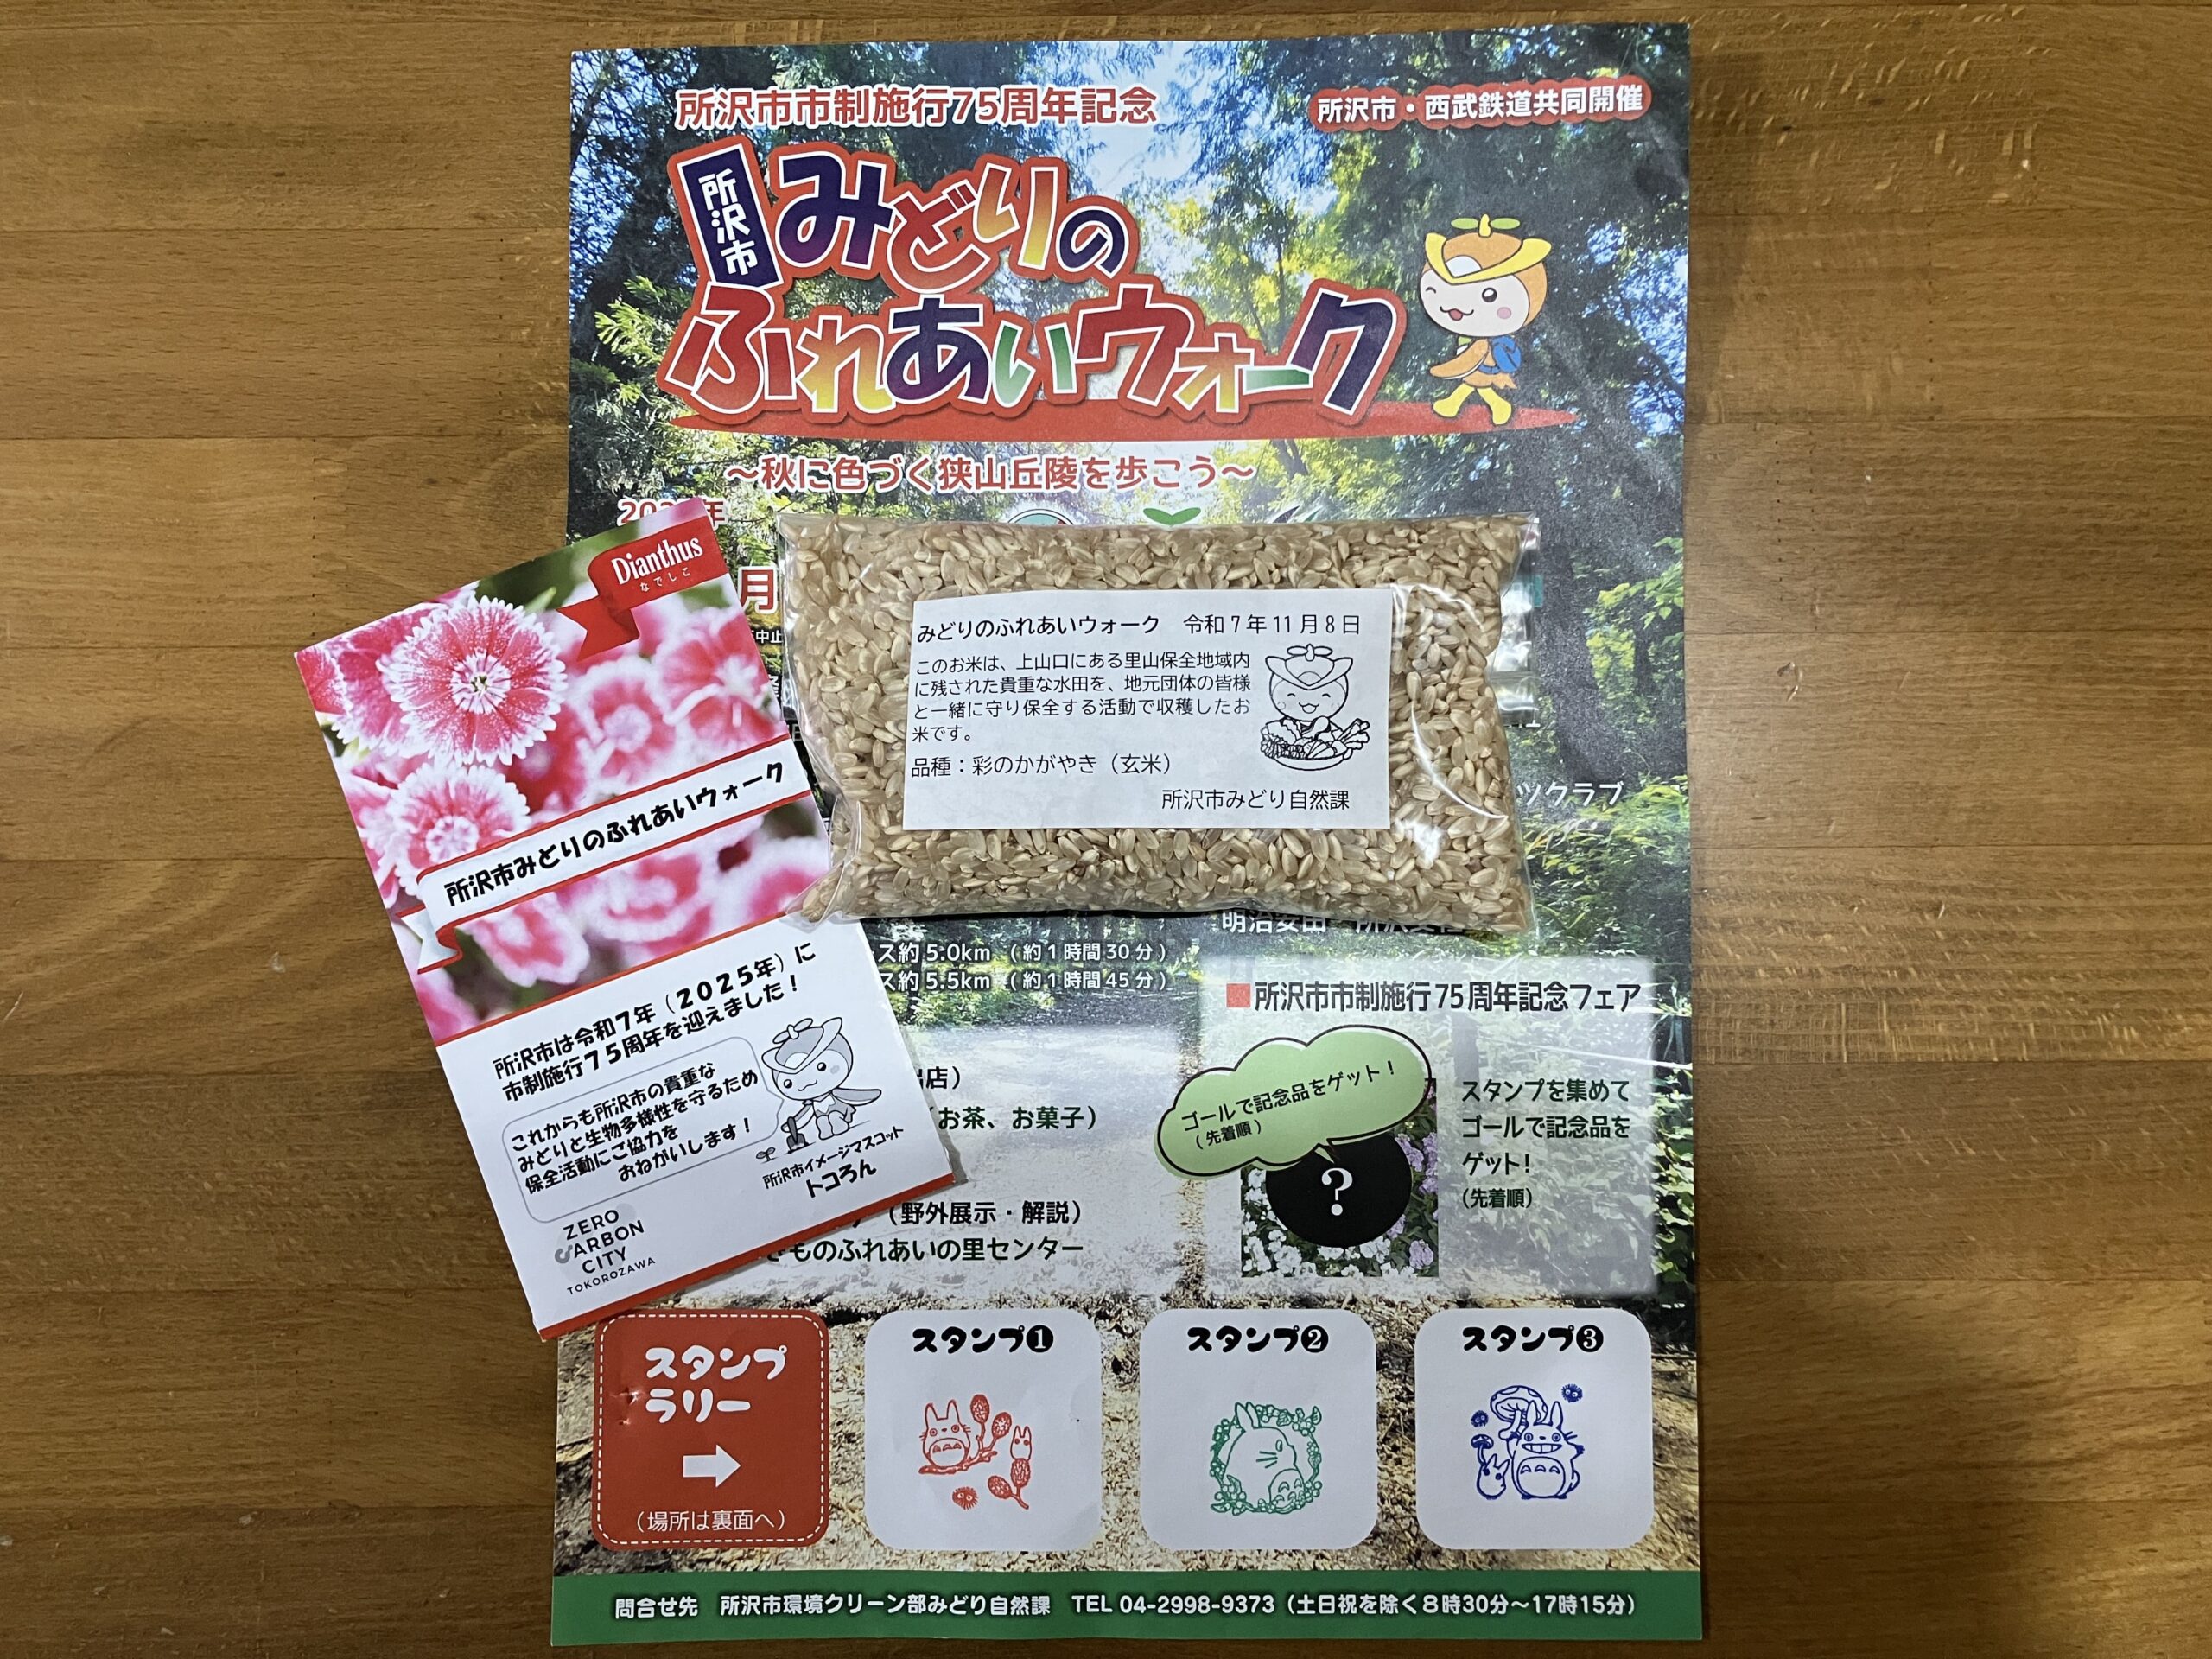 所沢市市制施行75周年記念
所沢市・西武鉄道共同開催
所沢市
みどりの
ふれあいウォーク
～秋に色づく狭山丘陵を歩こう～
年
月
Dianthus
なでしこ
所沢市みどりのふれあいウォーク
所沢市は令和7年（2025年）に
市制施行75周年を迎えました！
これからも所沢市の貴重な
みどりと生物多様性を守るため
保全活動にご協力を
おねがいします！
所沢市イメージマスコット
トコろん
ZERO
CARBON
CITY
TOKOROZAWA
みどりのふれあいウォーク　令和7年11月8日
このお米は、上山口にある里山保全地域内
に残された貴重な水田を、地元団体の皆様
と一緒に守り保全する活動で収穫したお
米です。
品種：彩のかがやき（玄米）
所沢市みどり自然課
ツクラブ
ス約5.0km（約1時間30分）
ス約5.5km（約1時間45分）
出店）
（お茶、お菓子）
（野外展示・解説）
きものふれあいの里センター
■所沢市市制施行75周年記念フェア
ゴールで記念品をゲット！
（先着順）
?
スタンプを集めて
ゴールで記念品を
ゲット！
（先着順）
スタンプ
ラリー
（場所は裏面へ）
スタンプ❶
スタンプ❷
スタンプ❸
問合せ先　所沢市環境クリーン部みどり自然課　TEL 04-2998-9373（土日祝を除く8時30分～17時15分）